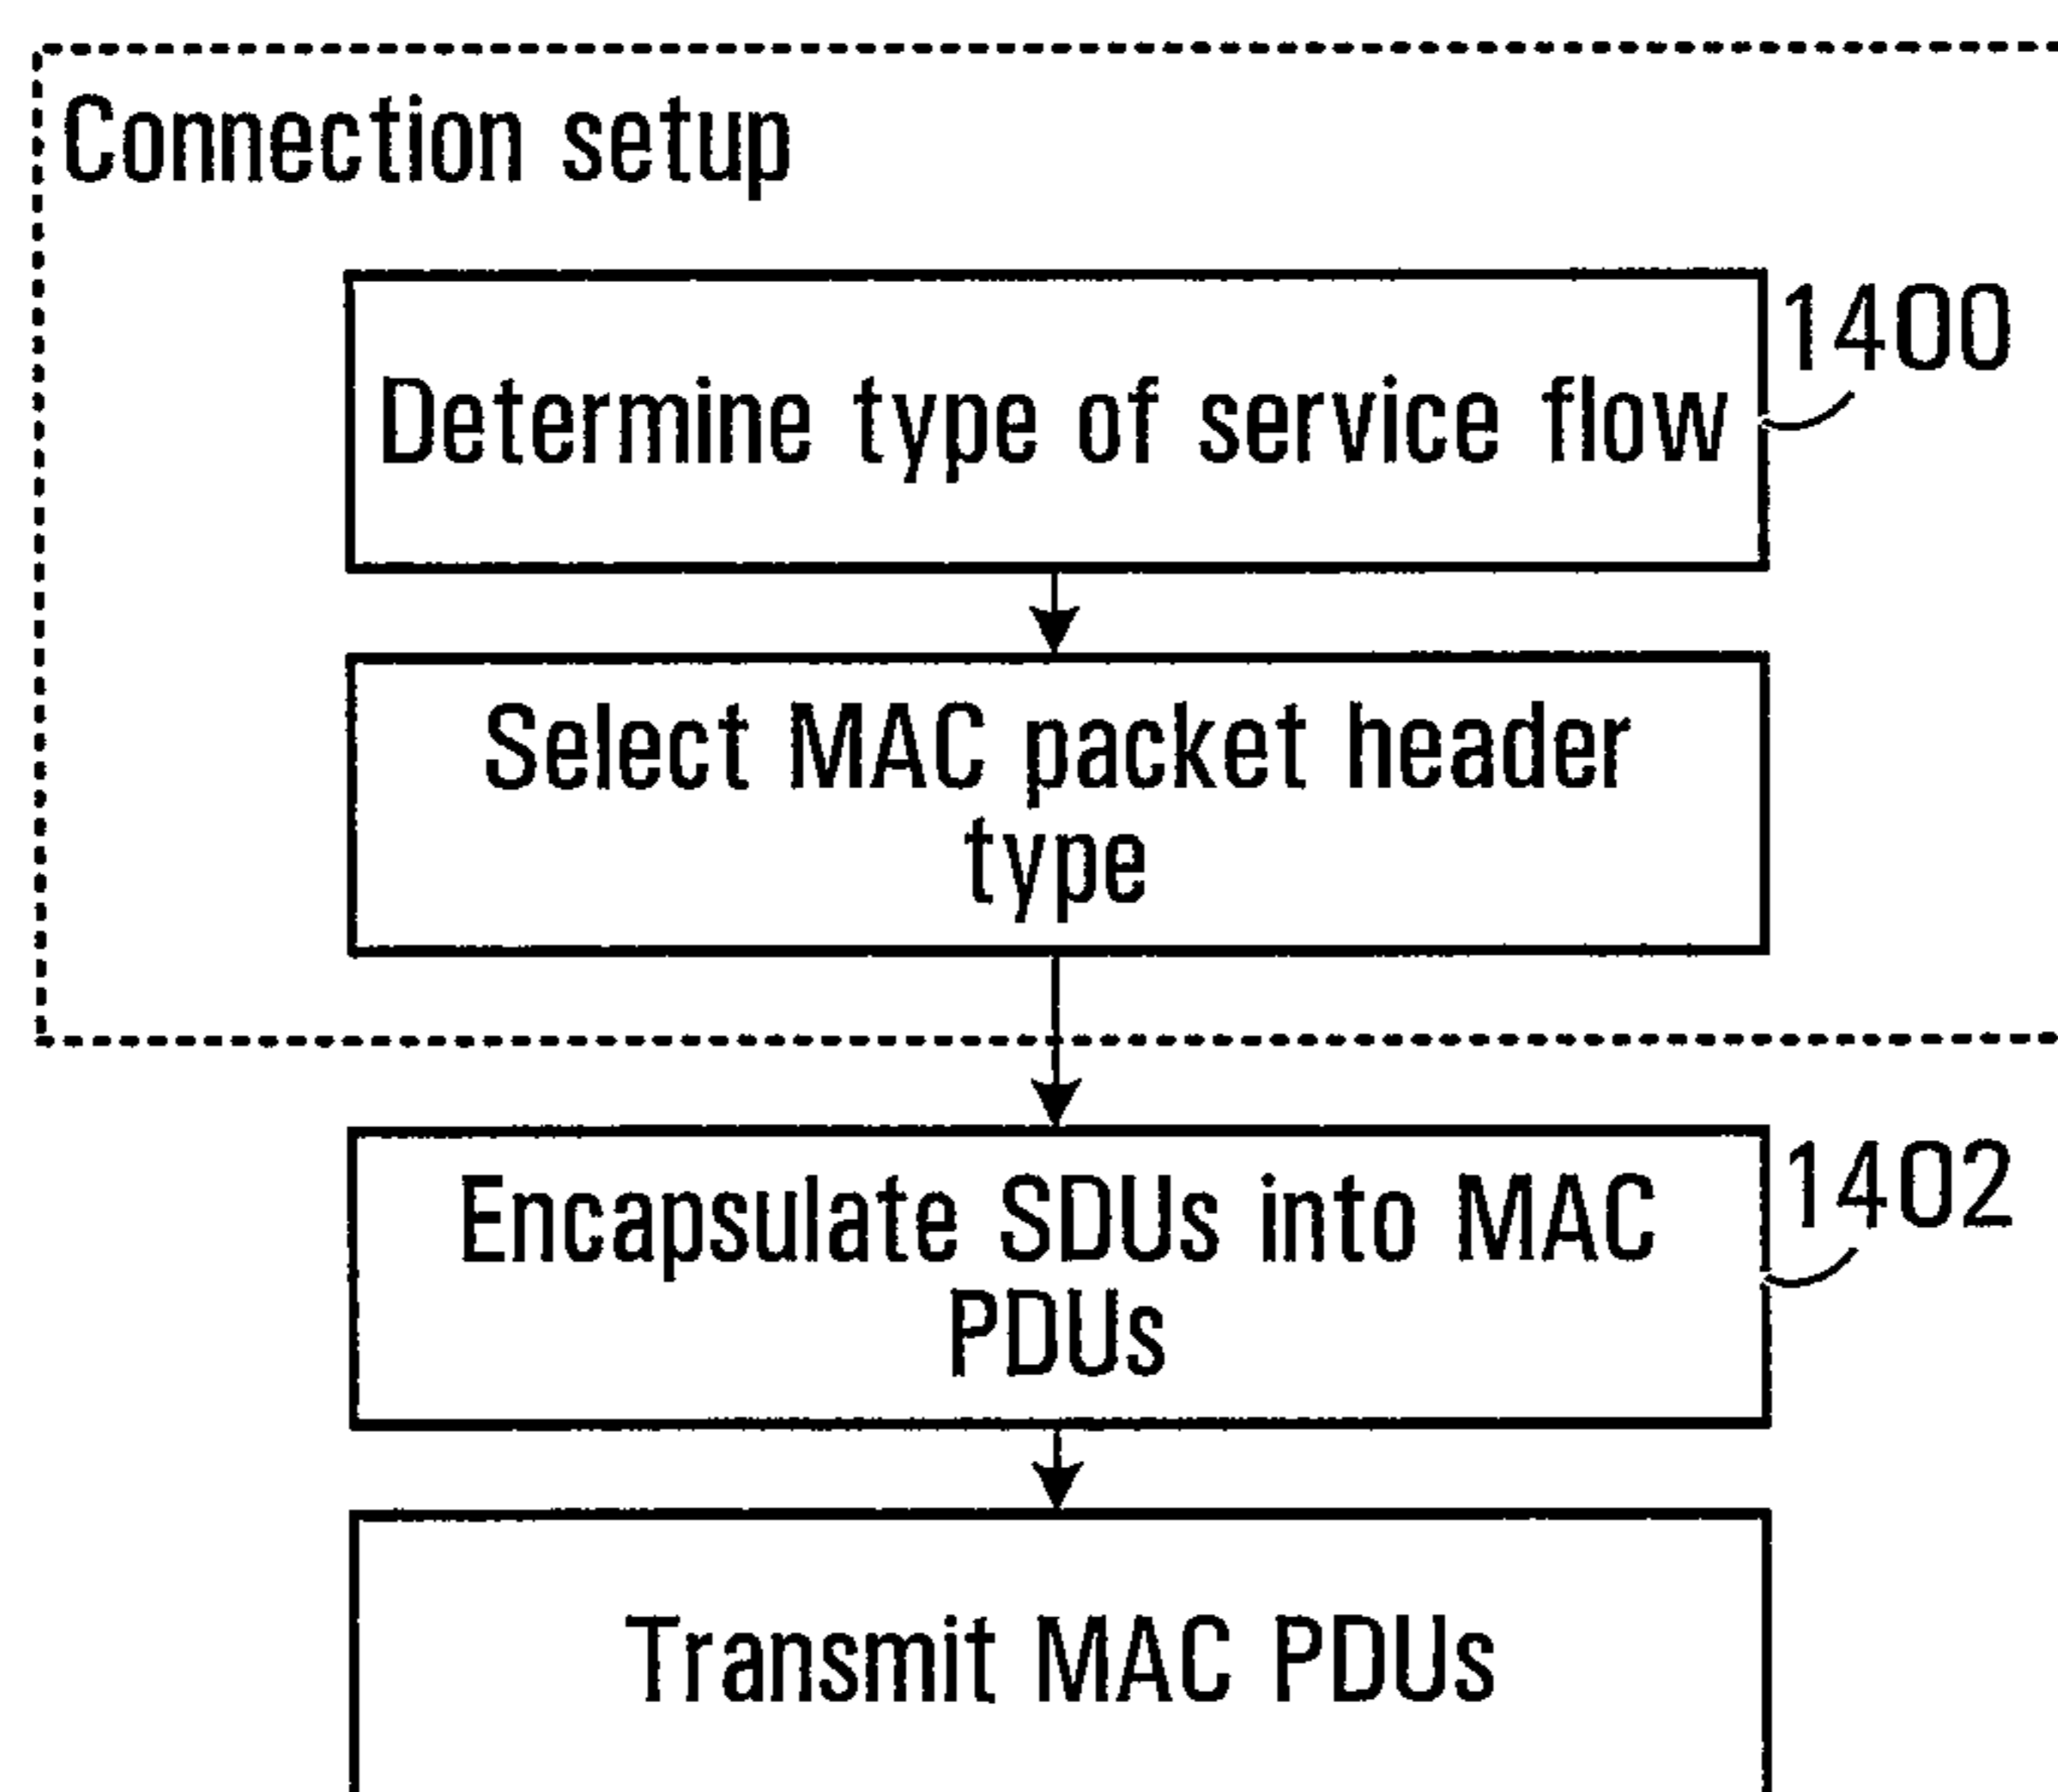 Connection setup
1400
Determine type of service flow
Select MAC packet header
type
1402
Encapsulate SDUs into MAC
PDUs
Transmit MAC PDUs